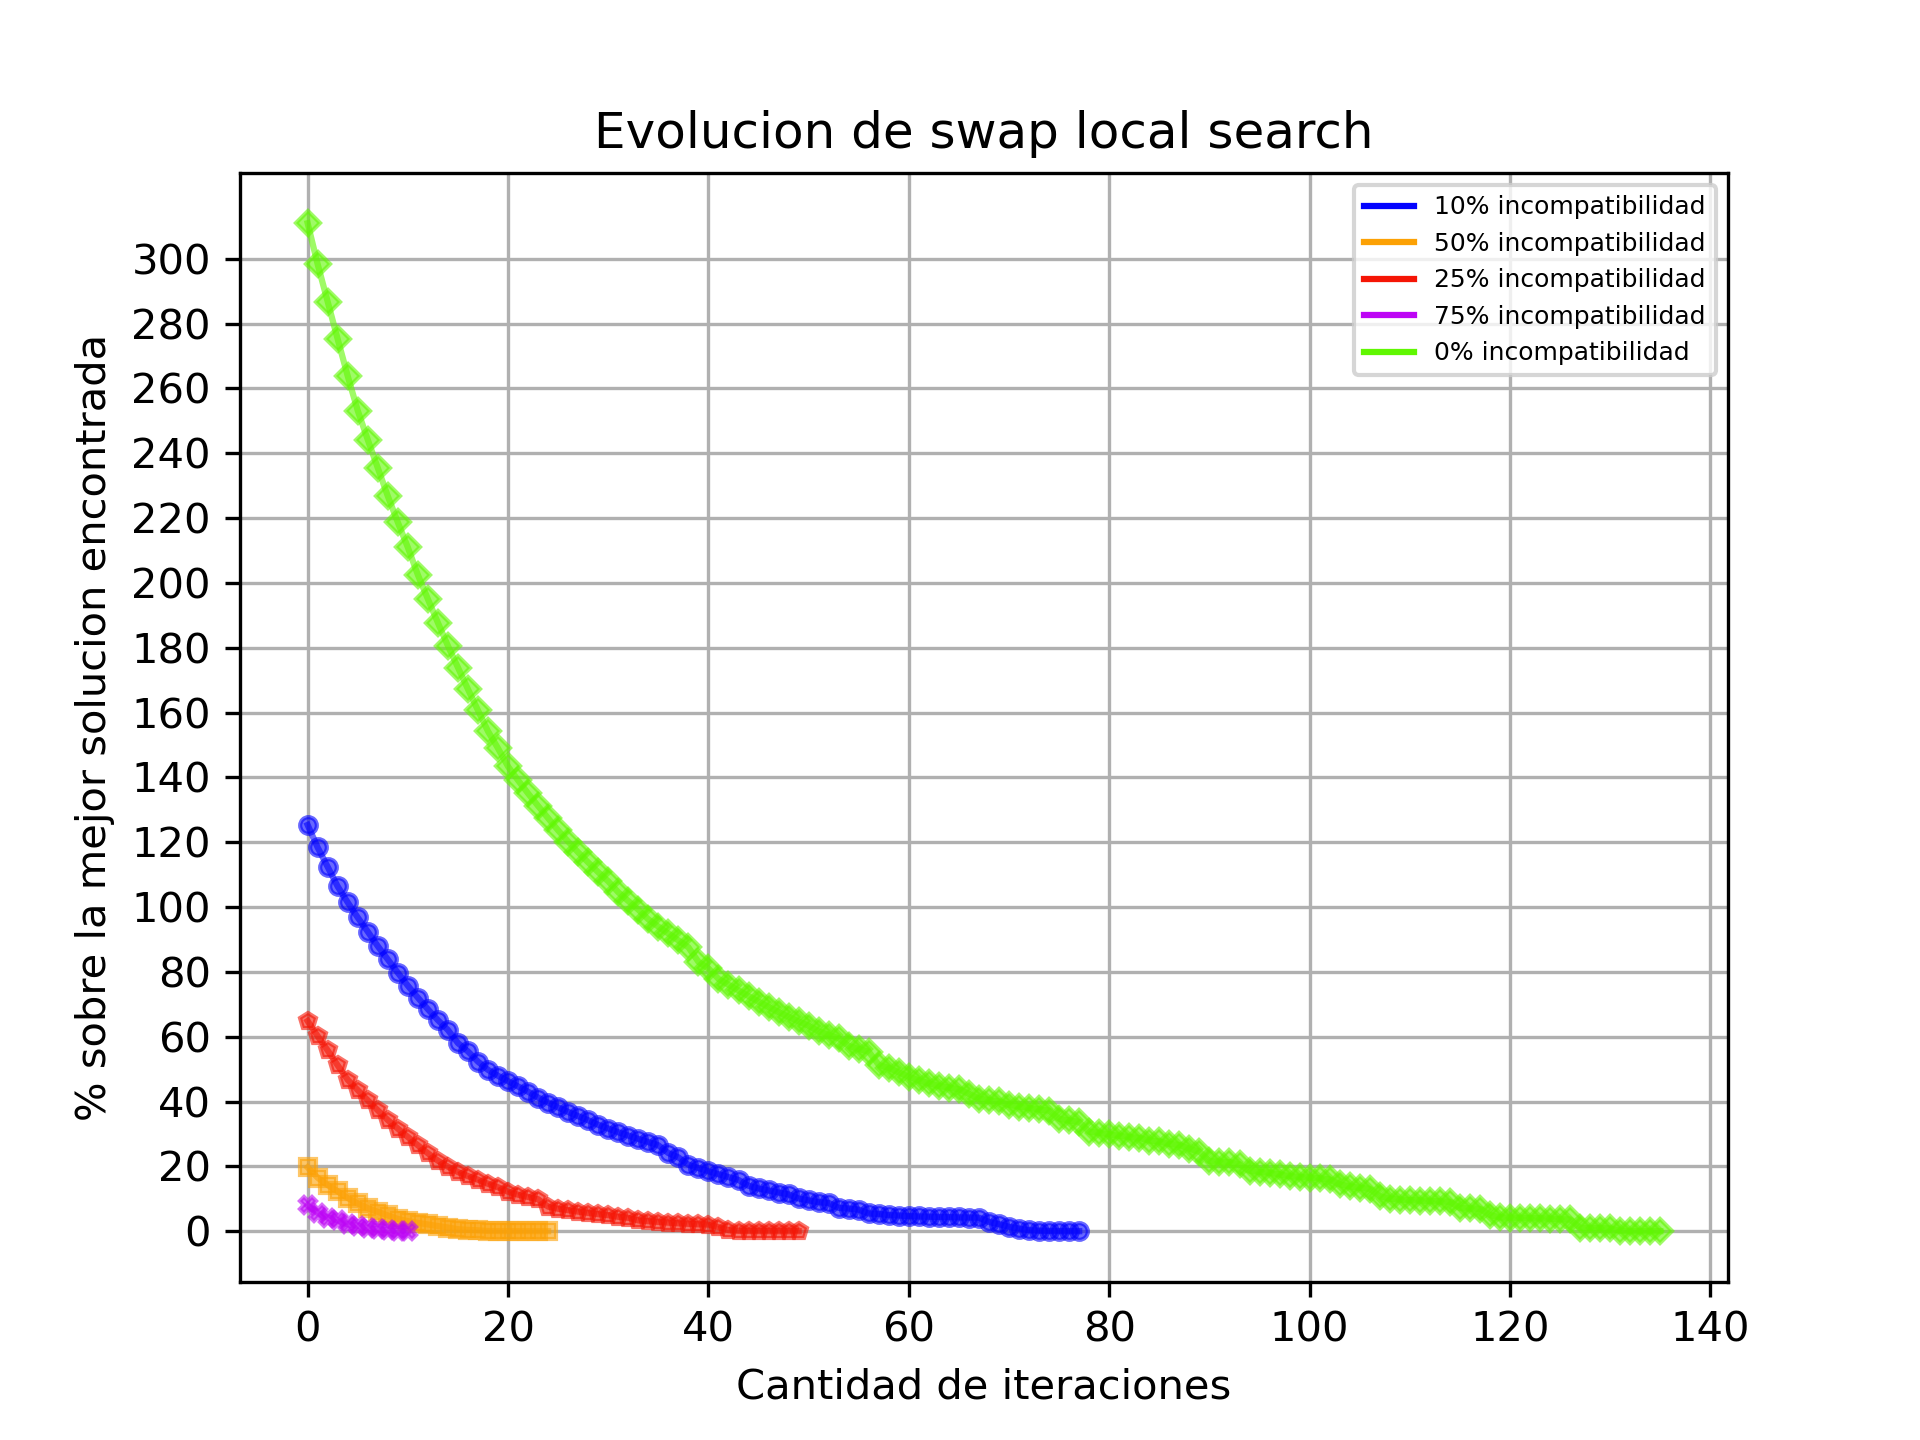 Evolucion de swap local search
10% incompatibilidad
50% incompatibilidad
25% incompatibilidad
75% incompatibilidad
0% incompatibilidad
% sobre la mejor solucion encontrada
300
280
260
240
220
200
180
160
140
120
100
80
60
40
20
0
0 20 40 60 80 100 120 140
Cantidad de iteraciones